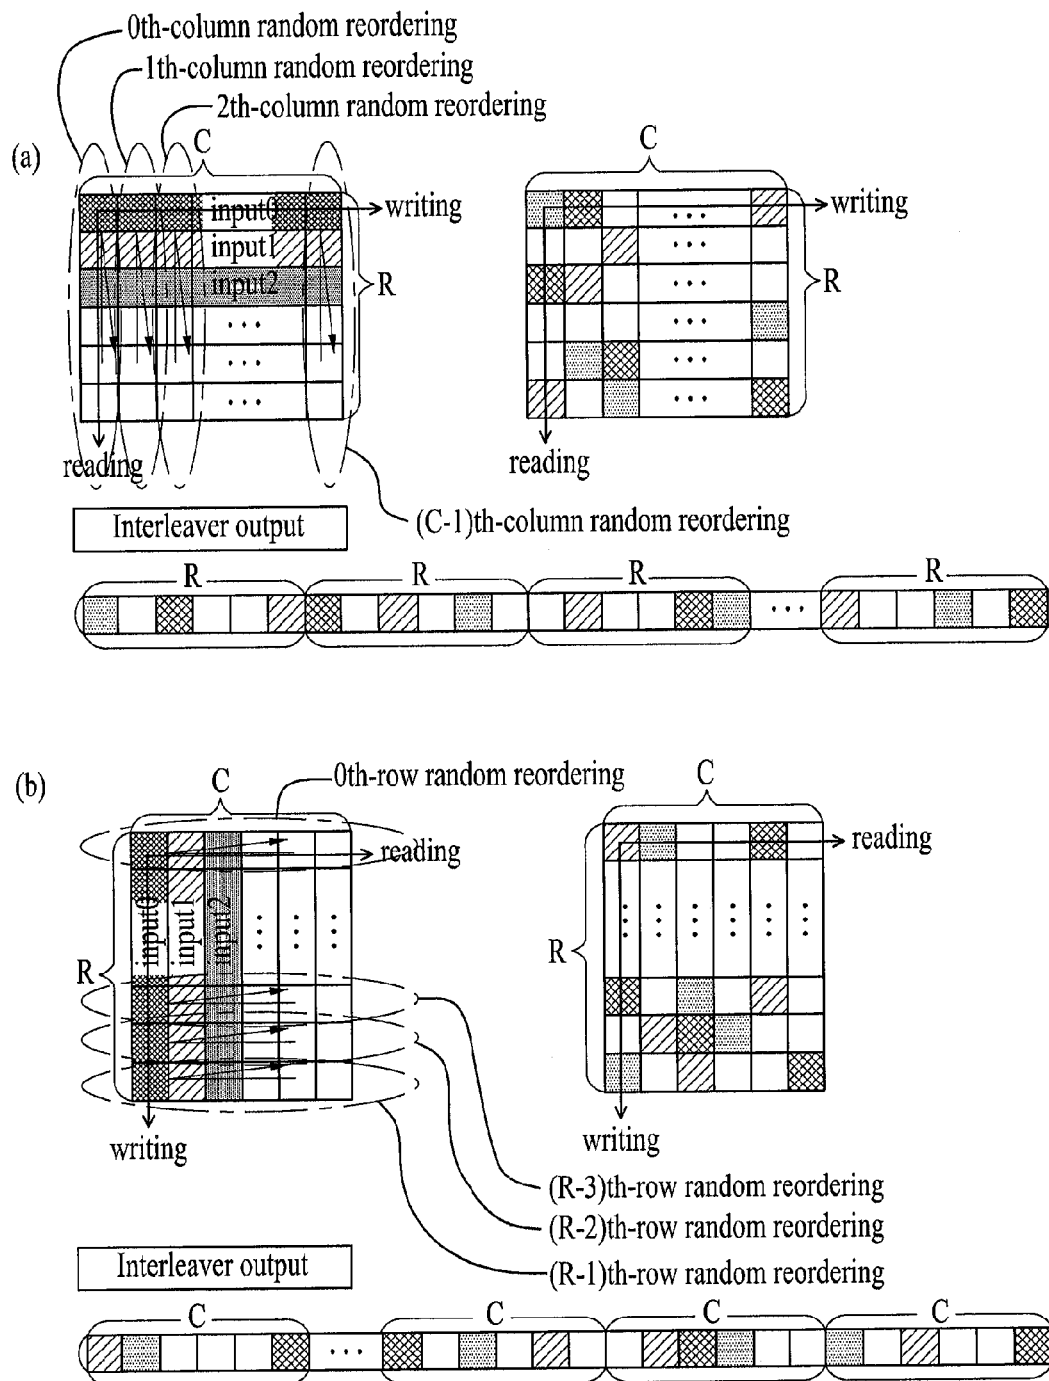 0th-column random reordering
1th-column random reordering
2th-column random reordering
(a)
C
C
input0
writing
writing
input1
input2
R
R
...
...
...
...
...
...
...
...
...
reading
reading
Interleaver output
(C-1)th-column random reordering
R
R
R
R
...
(b)
0th-row random reordering
C
C
reading
reading
input0
input1
input2
...
...
...
...
...
...
...
...
...
R
R
writing
writing
(R-3)th-row random reordering
(R-2)th-row random reordering
Interleaver output
(R-1)th-row random reordering
C
C
C
C
...